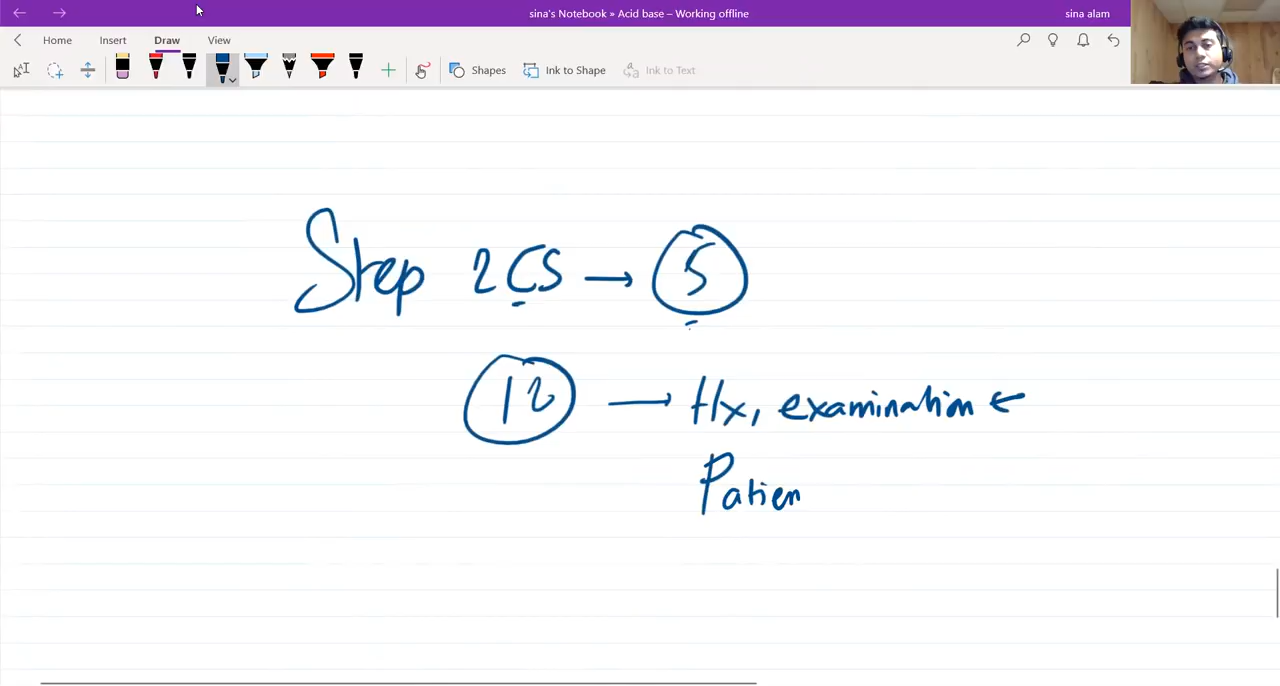 sina's Notebook » Acid base – Working offline
sina alam
Home Insert Draw View
Shapes Ink to Shape Ink to Text
Step 2CS → 5
12 → Hx, examination ←
Patien